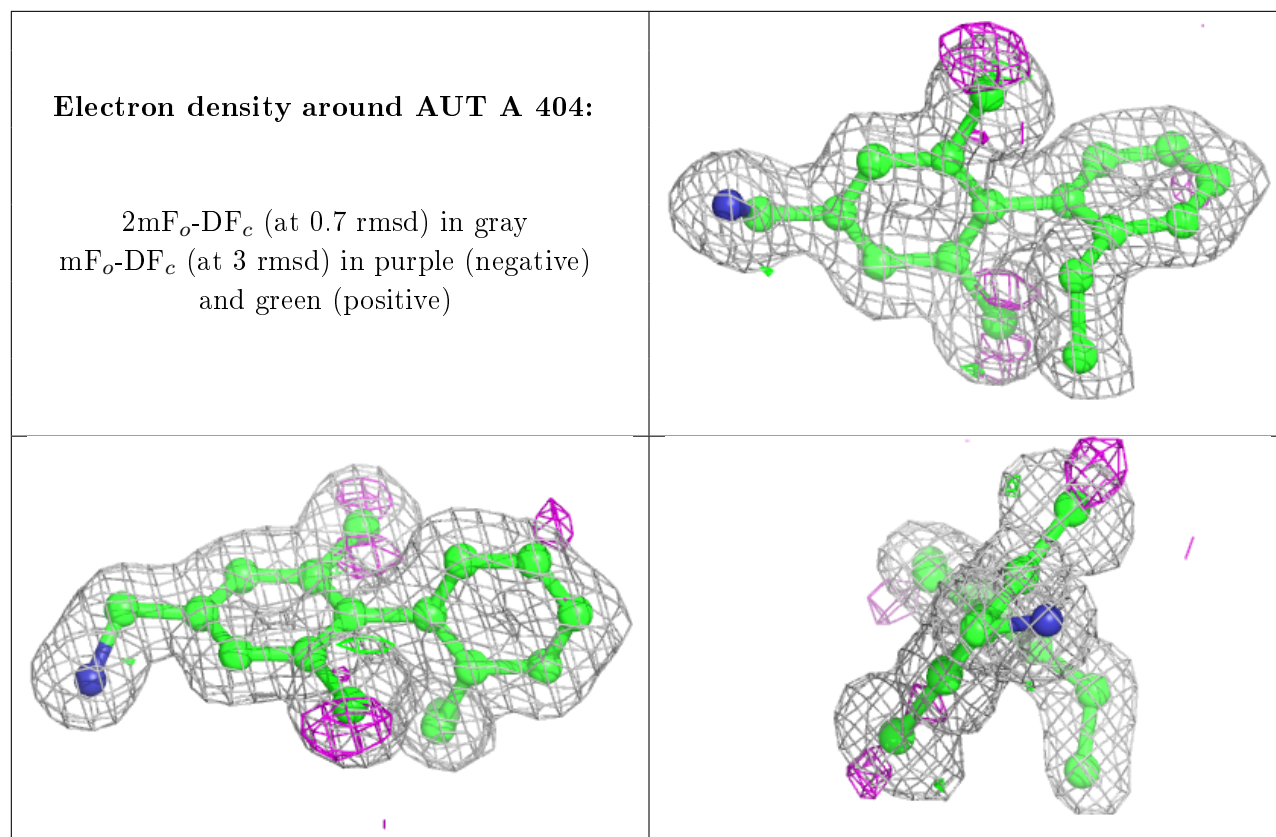 Electron density around AUT A 404:
2mFo-DFc (at 0.7 rmsd) in gray
mFo-DFc (at 3 rmsd) in purple (negative)
and green (positive)